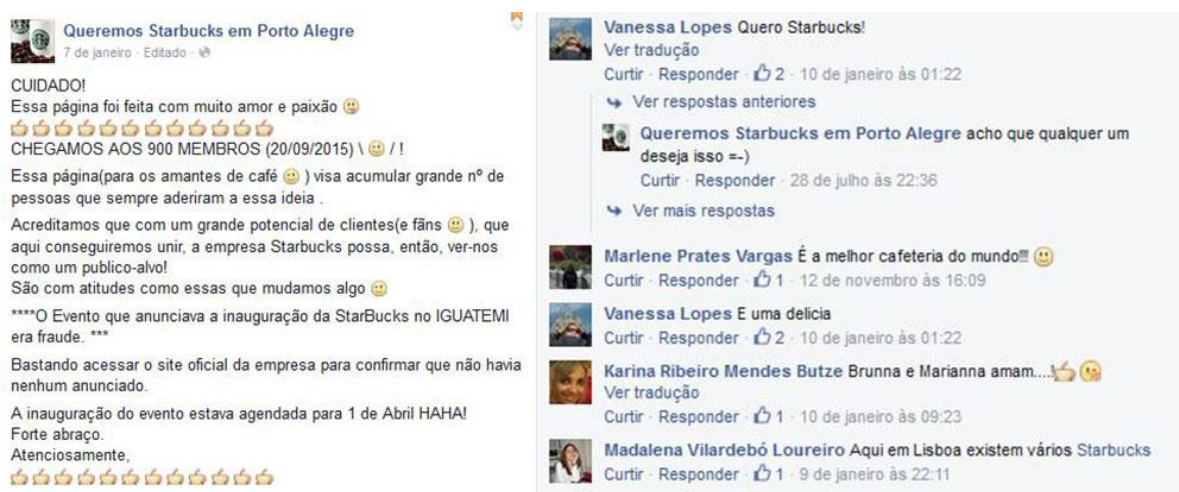 Queremos Starbucks em Porto Alegre
7 de janeiro · Editado ·
CUIDADO!
Essa página foi feita com muito amor e paixão 😋
👍👍👍👍👍👍👍👍👍👍👍👍
CHEGAMOS AOS 900 MEMBROS (20/09/2015) \ 🙂 / !
Essa página(para os amantes de café 🙂 ) visa acumular grande nº de
pessoas que sempre aderiram a essa ideia .
Acreditamos que com um grande potencial de clientes(e fãns 🙂 ), que
aqui conseguiremos unir, a empresa Starbucks possa, então, ver-nos
como um publico-alvo!
São com atitudes como essas que mudamos algo 🙂
****O Evento que anunciava a inauguração da StarBucks no IGUATEMI
era fraude. ***
Bastando acessar o site oficial da empresa para confirmar que não havia
nenhum anunciado.
A inauguração do evento estava agendada para 1 de Abril HAHA!
Forte abraço.
Atenciosamente,
👍👍👍👍👍👍👍👍👍👍👍👍
Vanessa Lopes Quero Starbucks!
Ver tradução
Curtir · Responder · 👍 2 · 10 de janeiro às 01:22
Ver respostas anteriores
Queremos Starbucks em Porto Alegre acho que qualquer um
deseja isso =-)
Curtir · Responder · 28 de julho às 22:36
Ver mais respostas
Marlene Prates Vargas É a melhor cafeteria do mundo!!! 🙂
Curtir · Responder · 👍 1 · 12 de novembro às 16:09
Vanessa Lopes E uma delicia
Curtir · Responder · 👍 2 · 10 de janeiro às 01:22
Karina Ribeiro Mendes Butze Brunna e Marianna amam....!👍😘
Ver tradução
Curtir · Responder · 👍 1 · 10 de janeiro às 09:23
Madalena Vilardebó Loureiro Aqui em Lisboa existem vários Starbucks
Curtir · Responder · 👍 1 · 9 de janeiro às 22:11